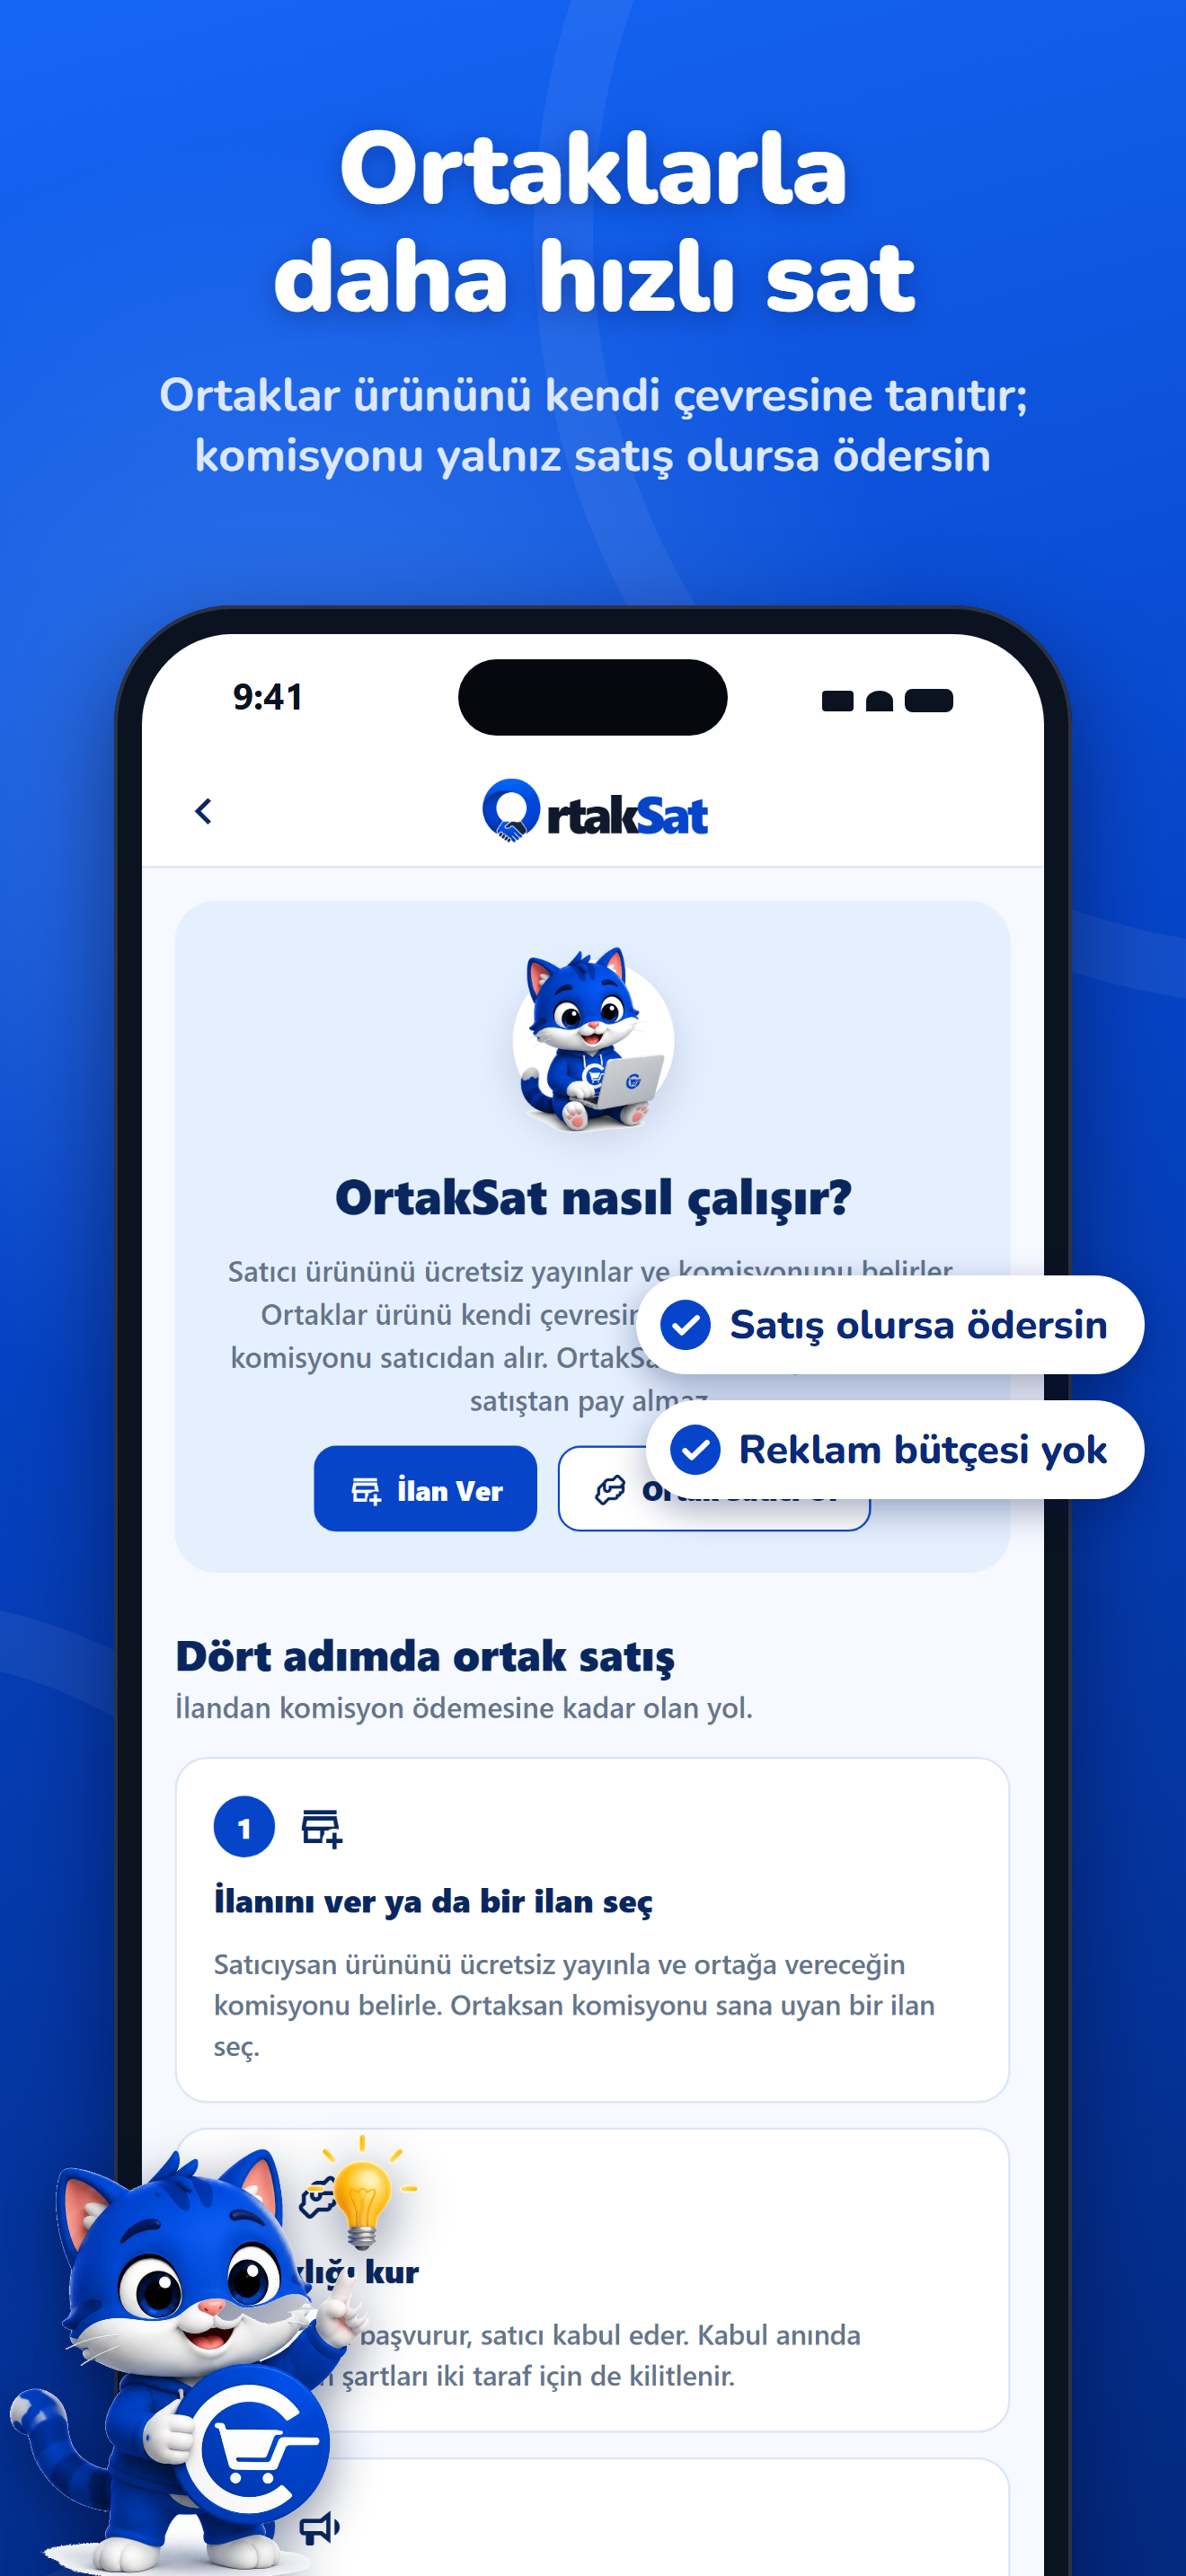 Ortaklarla
daha hızlı sat
Ortaklar ürününü kendi çevresine tanıtır;
komisyonu yalnız satış olursa ödersin
9:41
OrtakSat
OrtakSat nasıl çalışır?
Satıcı ürününü ücretsiz yayınlar ve komisyonunu belirler.
Ortaklar ürünü kendi
komisyonu satıcıdan alır.
satıştan pay almaz
Satış olursa ödersin
Reklam bütçesi yok
İlan Ver
Dört adımda ortak satış
İlandan komisyon ödemesine kadar olan yol.
1
İlanını ver ya da bir ilan seç
Satıcıysan ürününü ücretsiz yayınla ve ortağa vereceğin
komisyonu belirle. Ortaksan komisyonu sana uyan bir ilan
seç.
kur
başvurur, satıcı kabul eder. Kabul anında
şartları iki taraf için de kilitlenir.